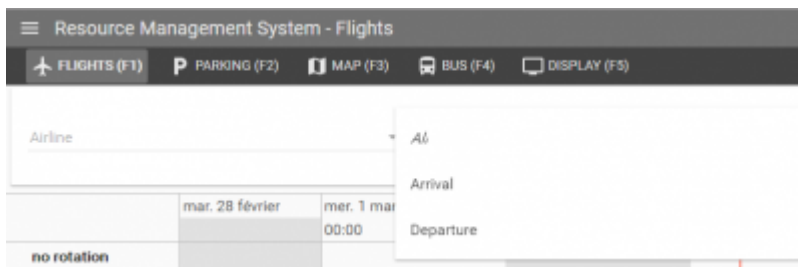 Resource Management System - Flights
FLIGHTS (F1) PARKING (F2) MAP (F3) BUS (F4) DISPLAY (F5)
Airline
All
Arrival
mar. 28 février mer. 1 mar
00:00
Departure
no rotation